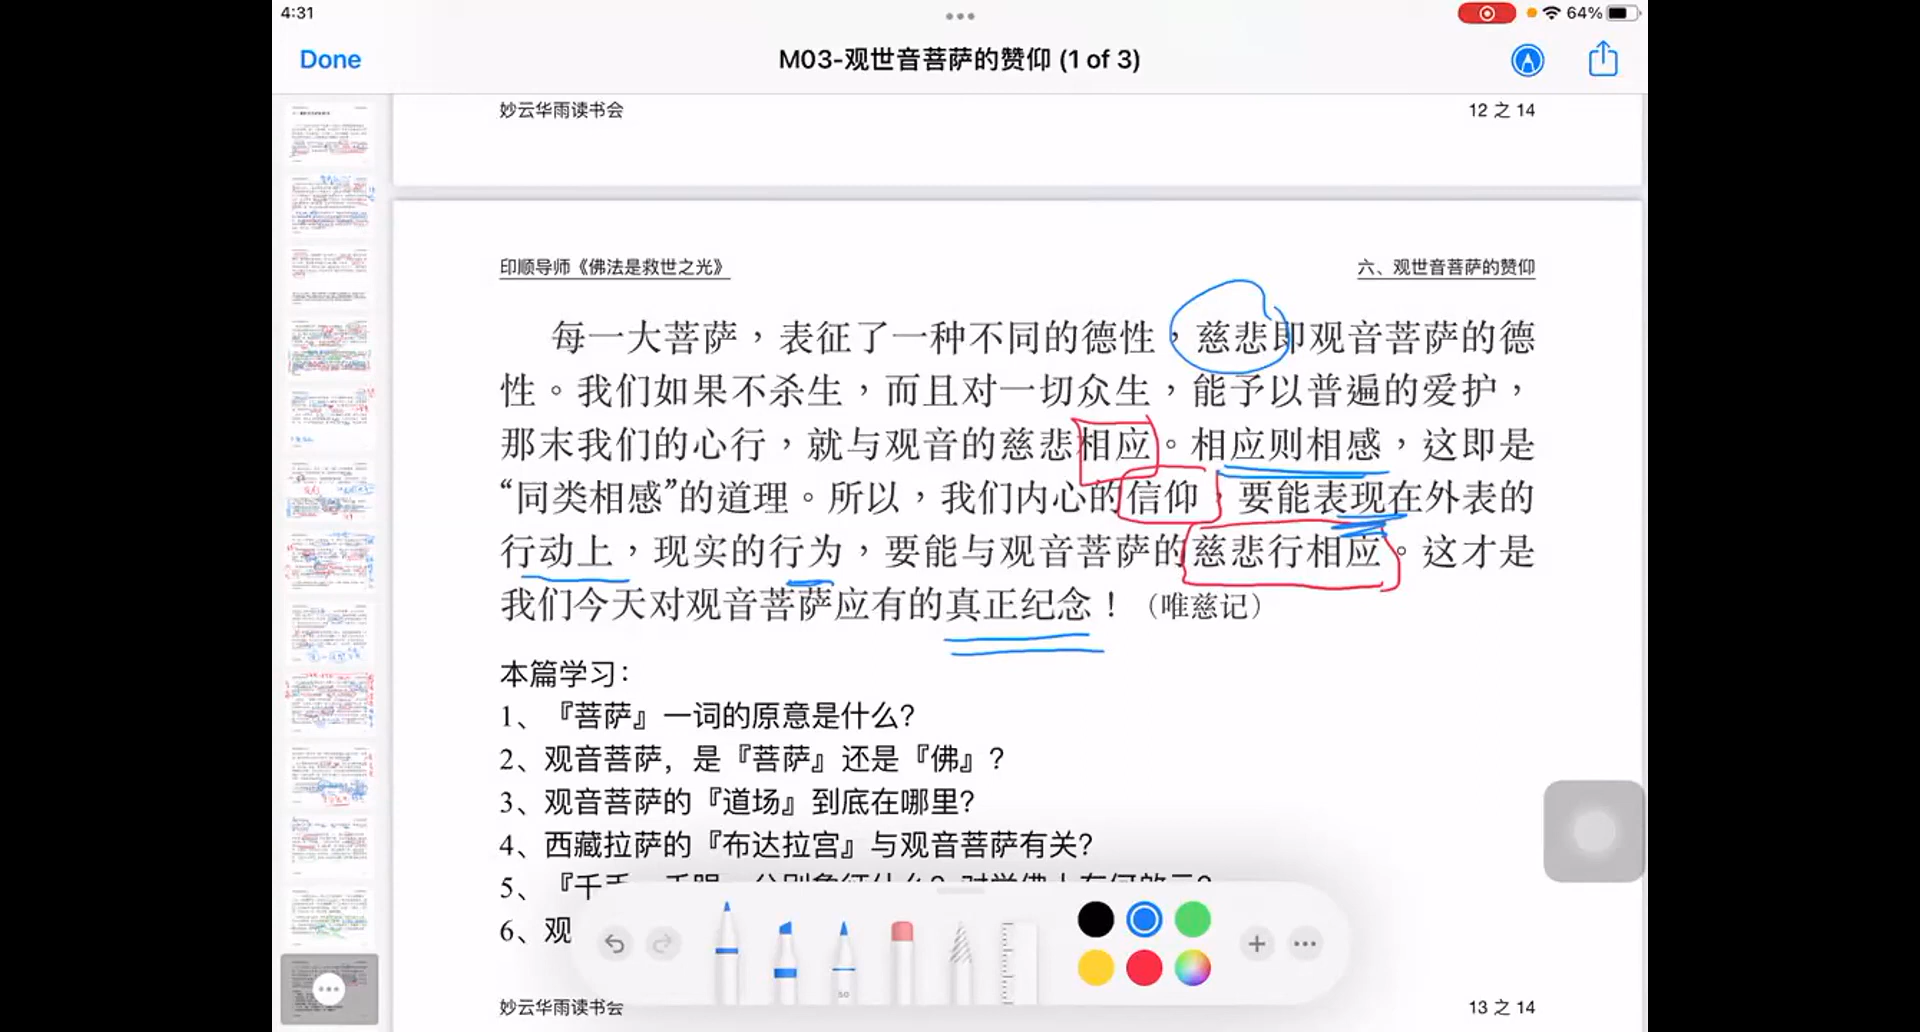 4:31
64%
Done
M03-观世音菩萨的赞仰 (1 of 3)
妙云华雨读书会
12 之 14
印顺导师《佛法是救世之光》
六、观世音菩萨的赞仰
每一大菩萨，表征了一种不同的德性，慈悲即观音菩萨的德
性。我们如果不杀生，而且对一切众生，能予以普遍的爱护，
那末我们的心行，就与观音的慈悲相应。相应则相感，这即是
“同类相感”的道理。所以，我们内心的信仰，要能表现在外表的
行动上，现实的行为，要能与观音菩萨的慈悲行相应。这才是
我们今天对观音菩萨应有的真正纪念！（唯慈记）
本篇学习：
1、『菩萨』一词的原意是什么？
2、观音菩萨，是『菩萨』还是『佛』？
3、观音菩萨的『道场』到底在哪里？
4、西藏拉萨的『布达拉宫』与观音菩萨有关？
5、『千手
6、观
50
妙云华雨读书会
13 之 14